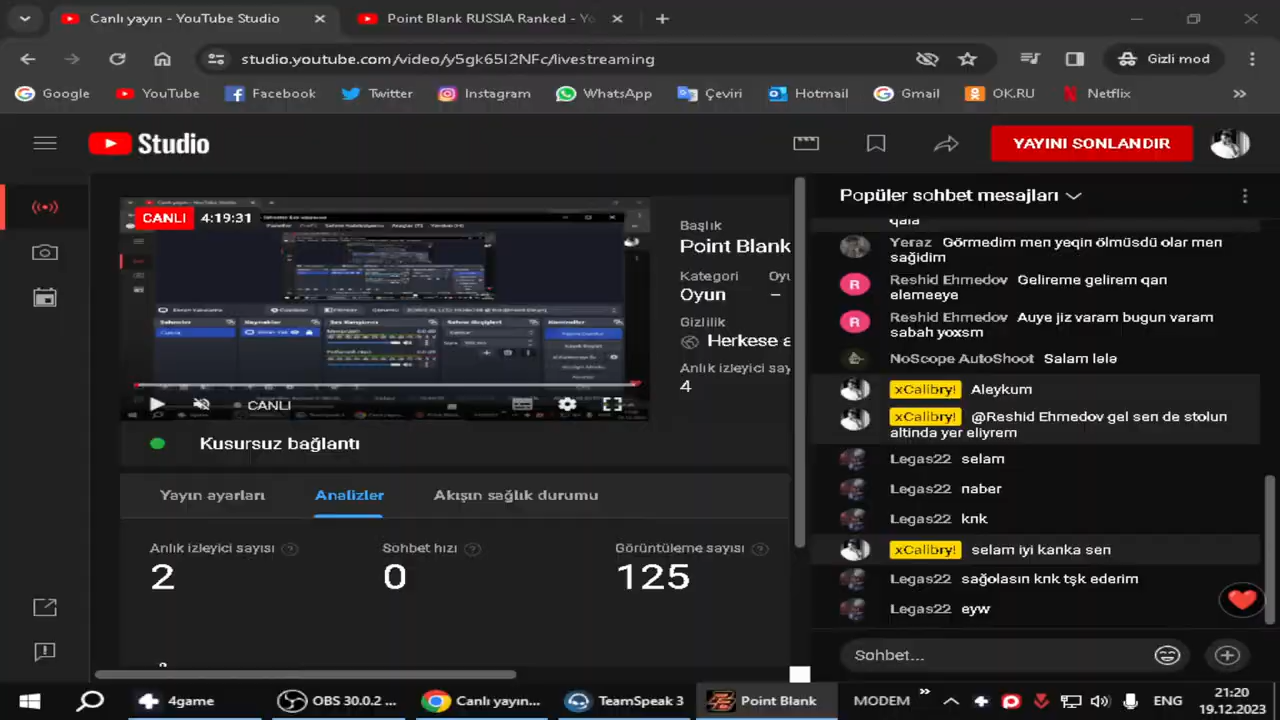 Canlı yayın - YouTube Studio
Point Blank RUSSIA Ranked - Yo
studio.youtube.com/video/y5gk65I2NFc/livestreaming
Gizli mod
Google
YouTube
Facebook
Twitter
Instagram
WhatsApp
Çeviri
Hotmail
Gmail
OK.RU
Netflix
Studio
YAYINI SONLANDIR
CANLI
4:19:31
CANLI
Başlık
Point Blank
Kategori
Oyun
–
Gizlilik
Herkese a
Anlık izleyici say
4
Kusursuz bağlantı
Yayın ayarları
Analizler
Akışın sağlık durumu
Anlık izleyici sayısı
2
Sohbet hızı
0
Görüntüleme sayısı
125
Popüler sohbet mesajları
qala
Yeraz Görmedim men yeqin ölmüsdü olar men
sağidim
Reshid Ehmedov Gelireme gelirem qan
elemeeye
Reshid Ehmedov Auye jiz varam bugun varam
sabah yoxsm
NoScope AutoShoot Salam lele
xCalibry! Aleykum
xCalibry! @Reshid Ehmedov gel sen de stolun
altinda yer eliyrem
Legas22 selam
Legas22 naber
Legas22 knk
xCalibry! selam iyi kanka sen
Legas22 sağolasın knk tşk ederim
Legas22 eyw
Sohbet...
4game
OBS 30.0.2 ...
Canlı yayın...
TeamSpeak 3
Point Blank
MODEM
ENG
21:20
19.12.2023